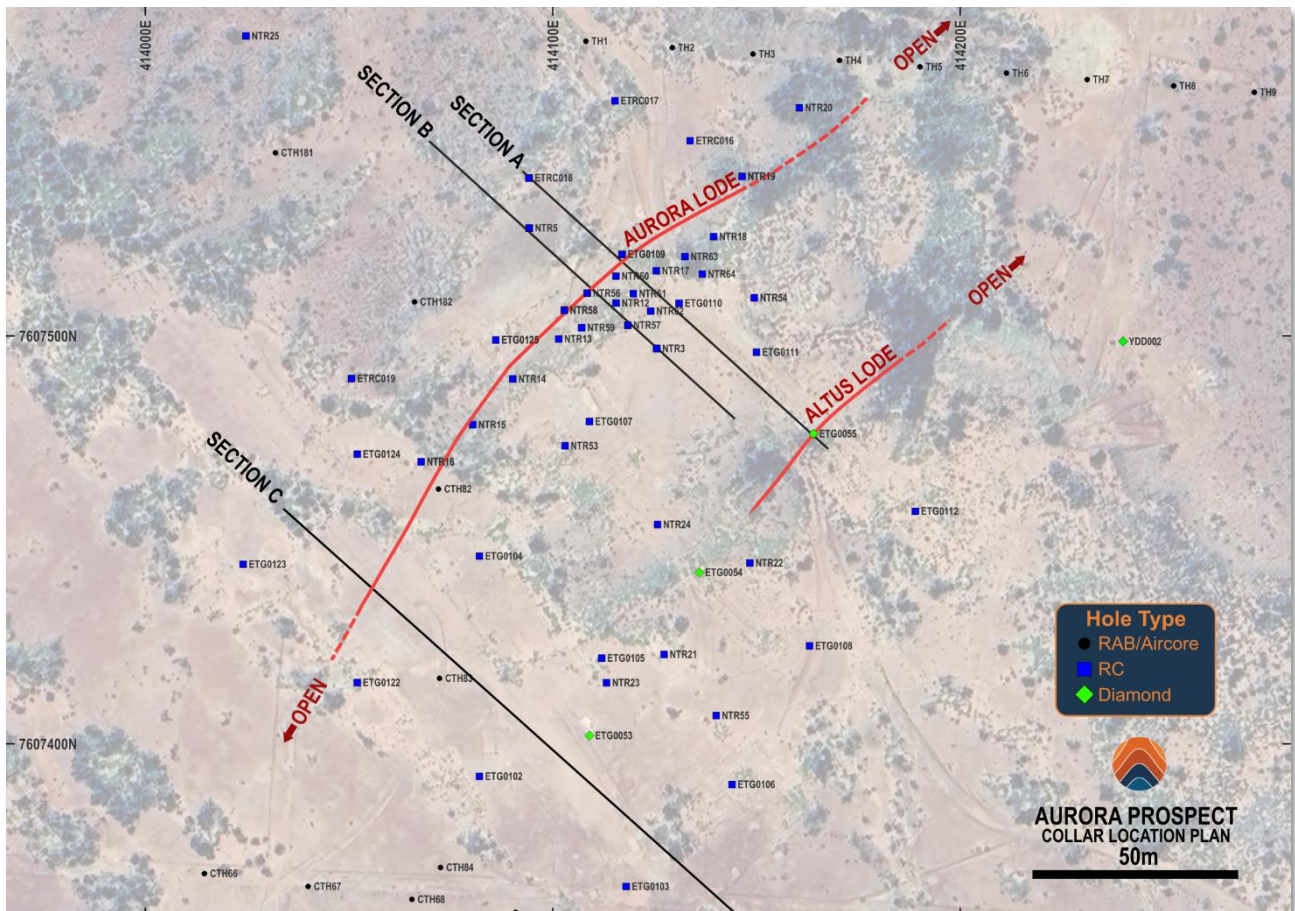 414000E
414100E
414200E
OPEN
NTR25
TH1
TH2
TH3
TH4
TH5
TH6
TH7
TH8
TH9
SECTION B
SECTION A
ETRC017
NTR20
ETRC016
CTH181
ETRC018
NTR19
AURORA LODE
NTR5
NTR18
ETG0109
NTR63
NTR17
NTR64
NTR60
OPEN
NTR56
NTR61
NTR54
CTH182
NTR12
ETG0110
NTR58
NTR62
NTR59
NTR57
7607500N
ETG0125
NTR13
NTR3
ETG0111
YDD002
ETRC019
NTR14
ALTUS LODE
NTR15
ETG0107
ETG0055
SECTION C
NTR53
ETG0124
NTR16
CTH82
ETG0112
NTR24
ETG0104
ETG0123
NTR22
ETG0054
ETG0108
ETG0105
NTR21
CTH83
ETG0122
NTR23
OPEN
NTR55
ETG0053
7607400N
ETG0102
ETG0106
CTH84
CTH66
CTH67
ETG0103
CTH68
Hole Type
RAB/Aircore
RC
Diamond
AURORA PROSPECT
COLLAR LOCATION PLAN
50m